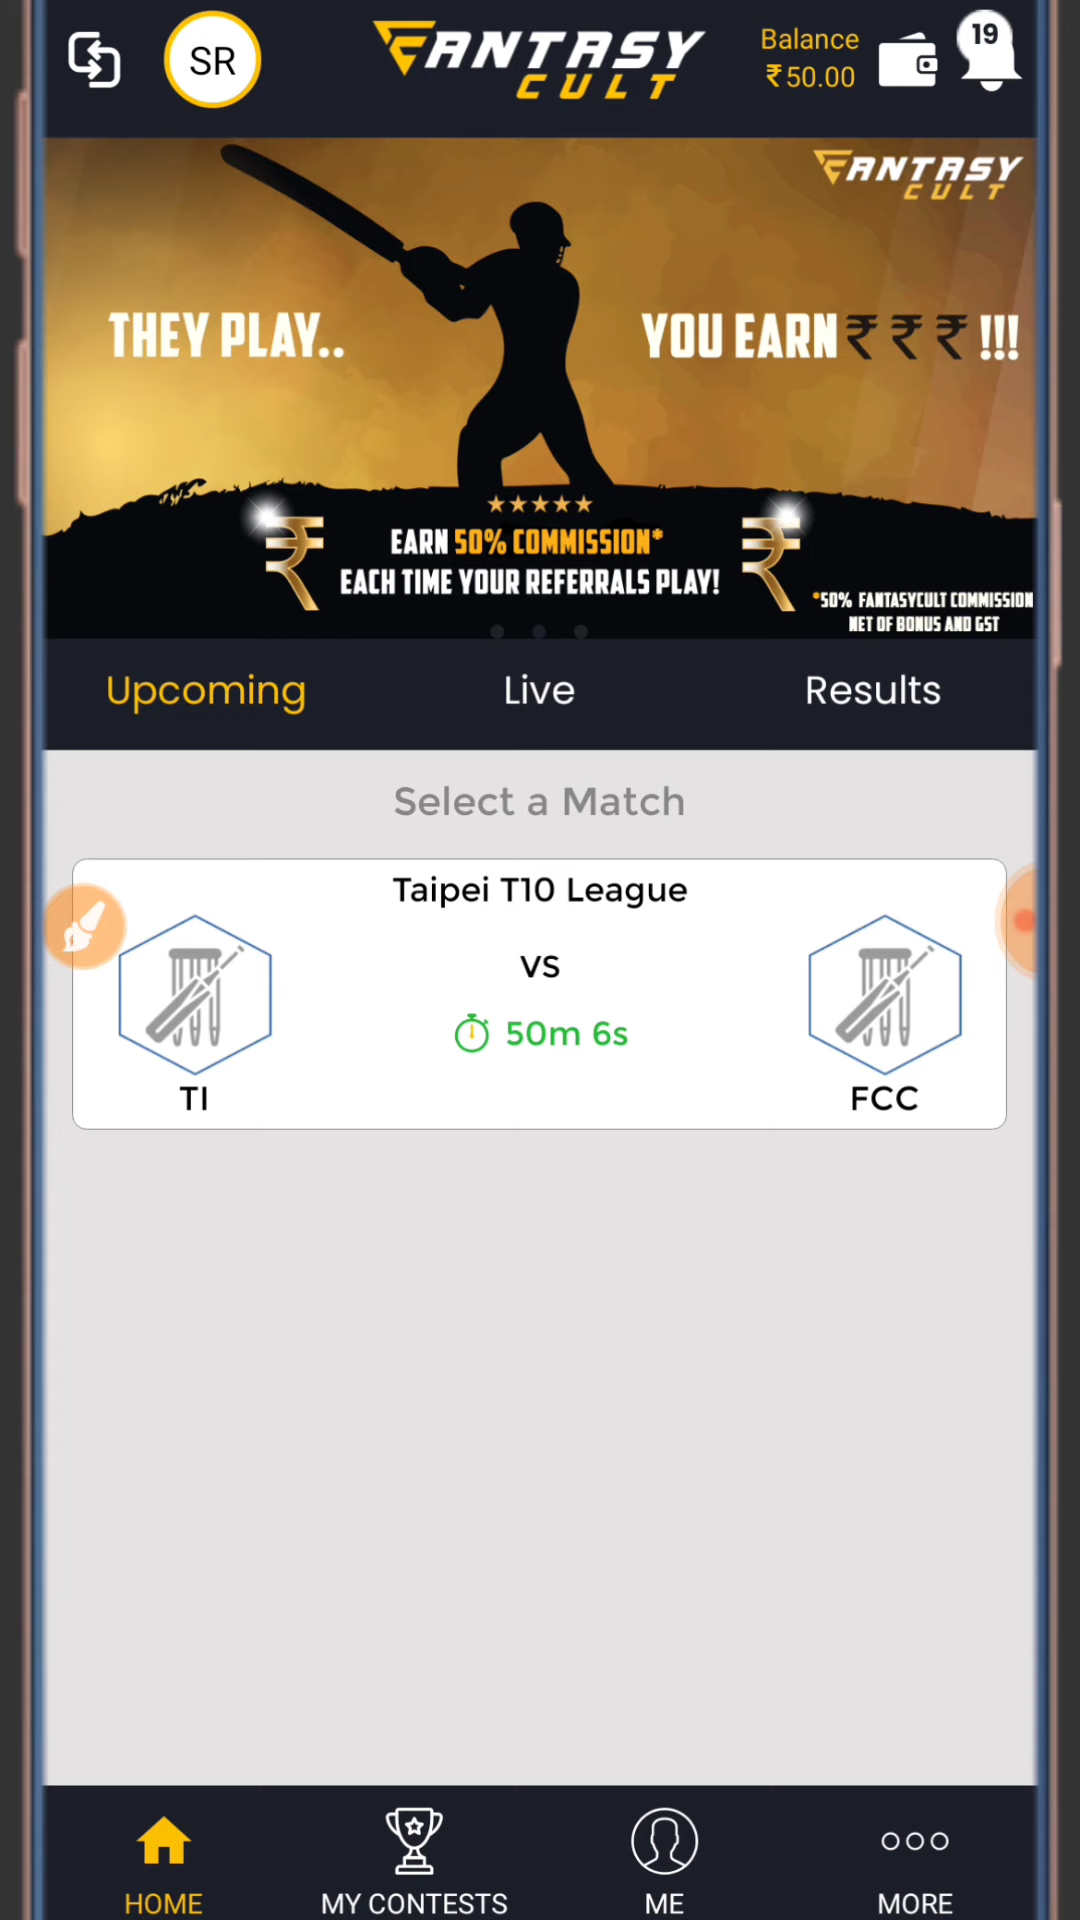 SR
FANTASY
CULT
Balance
₹50.00
19
FANTASY
CULT
THEY PLAY..
YOU EARN ₹ ₹ ₹ !!!
EARN 50% COMMISSION*
EACH TIME YOUR REFERRALS PLAY!
₹
₹
*50% FANTASYCULT COMMISSION
NET OF BONUS AND GST
Upcoming
Live
Results
Select a Match
Taipei T10 League
VS
50m 6s
TI
FCC
HOME
MY CONTESTS
ME
MORE